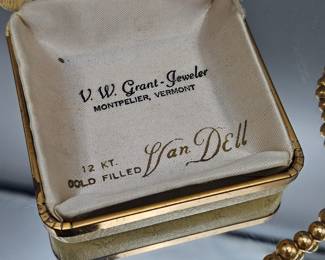 V. W. Grant-Jeweler
MONTPELIER, VERMONT
12 KT.
GOLD FILLED
Van DEll